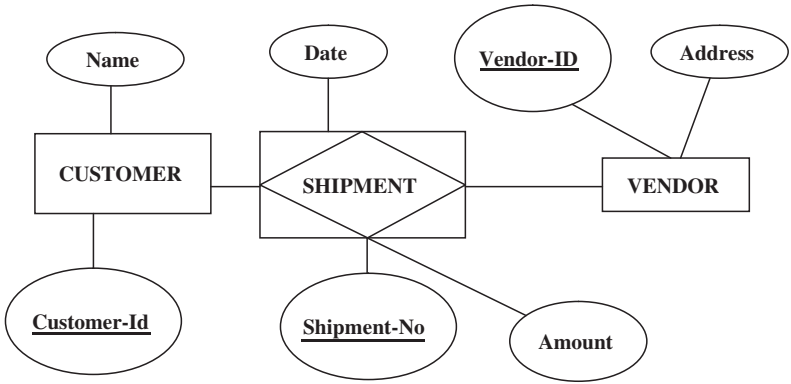 Name
Date
Vendor-ID
Address
CUSTOMER
SHIPMENT
VENDOR
Customer-Id
Shipment-No
Amount